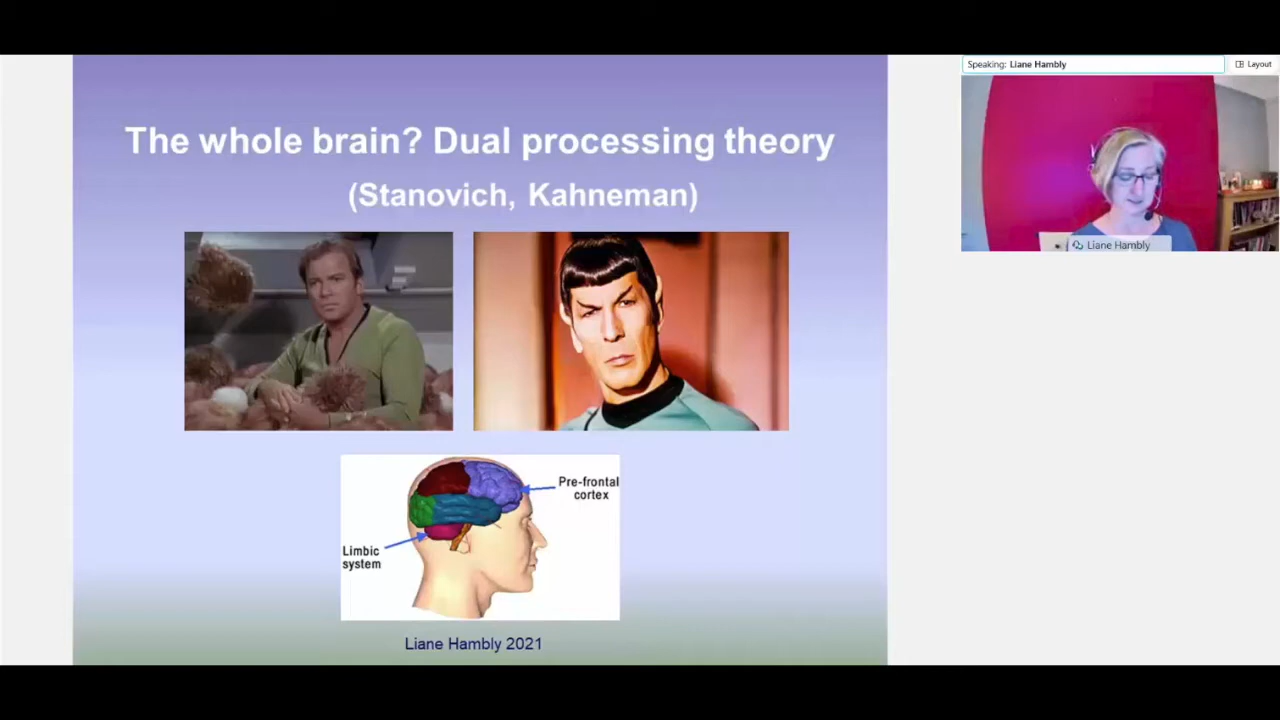 The whole brain? Dual processing theory
(Stanovich, Kahneman)
Pre-frontal
cortex
Limbic
system
Liane Hambly 2021
Speaking: Liane Hambly
Layout
Liane Hambly